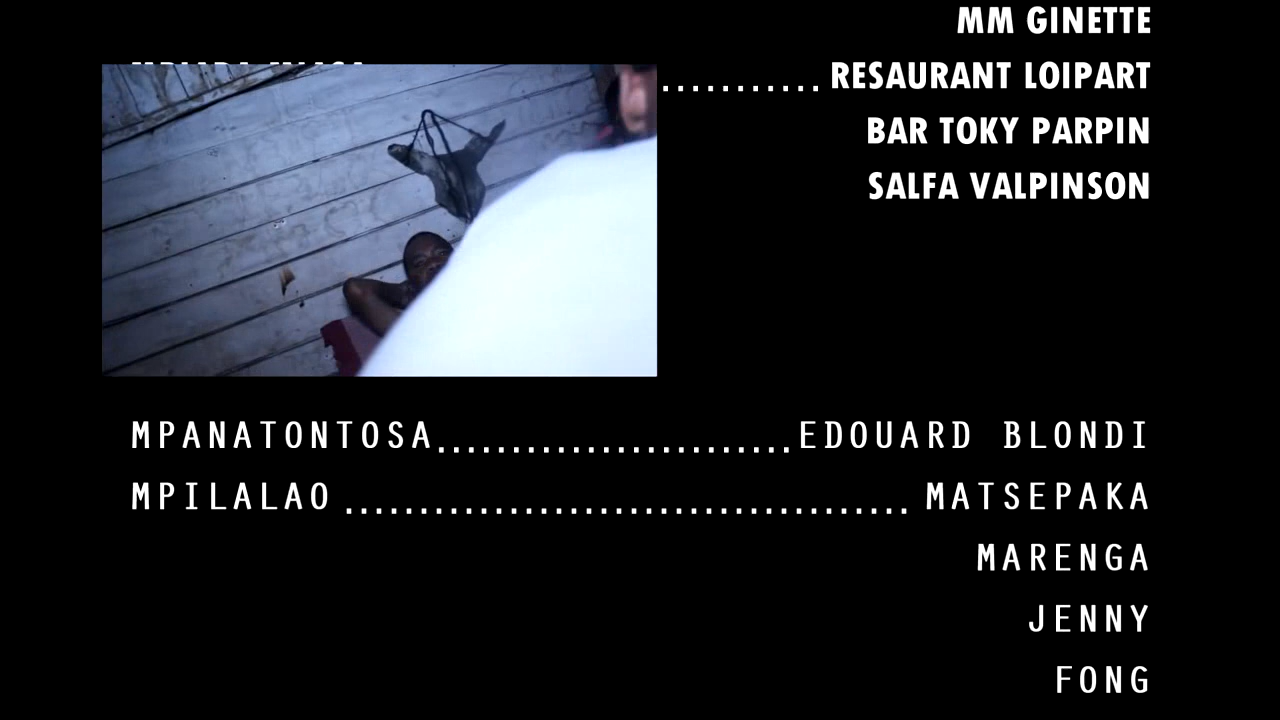 MM GINETTE
........... RESAURANT LOIPART
BAR TOKY PARPIN
SALFA VALPINSON
MPANATONTOSA........................EDOUARD BLONDI
MPILALAO ...................................... MATSEPAKA
MARENGA
JENNY
FONG